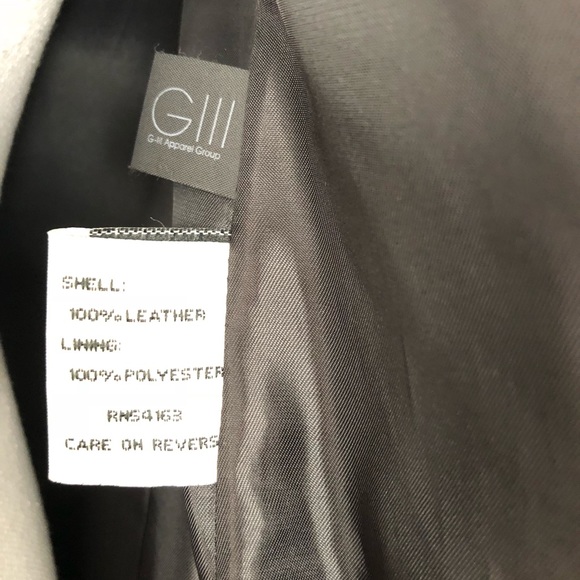 GIII
G-III Apparel Group
SHELL:
100% LEATHER
LINING:
100% POLYESTER
RN54163
CARE ON REVERS